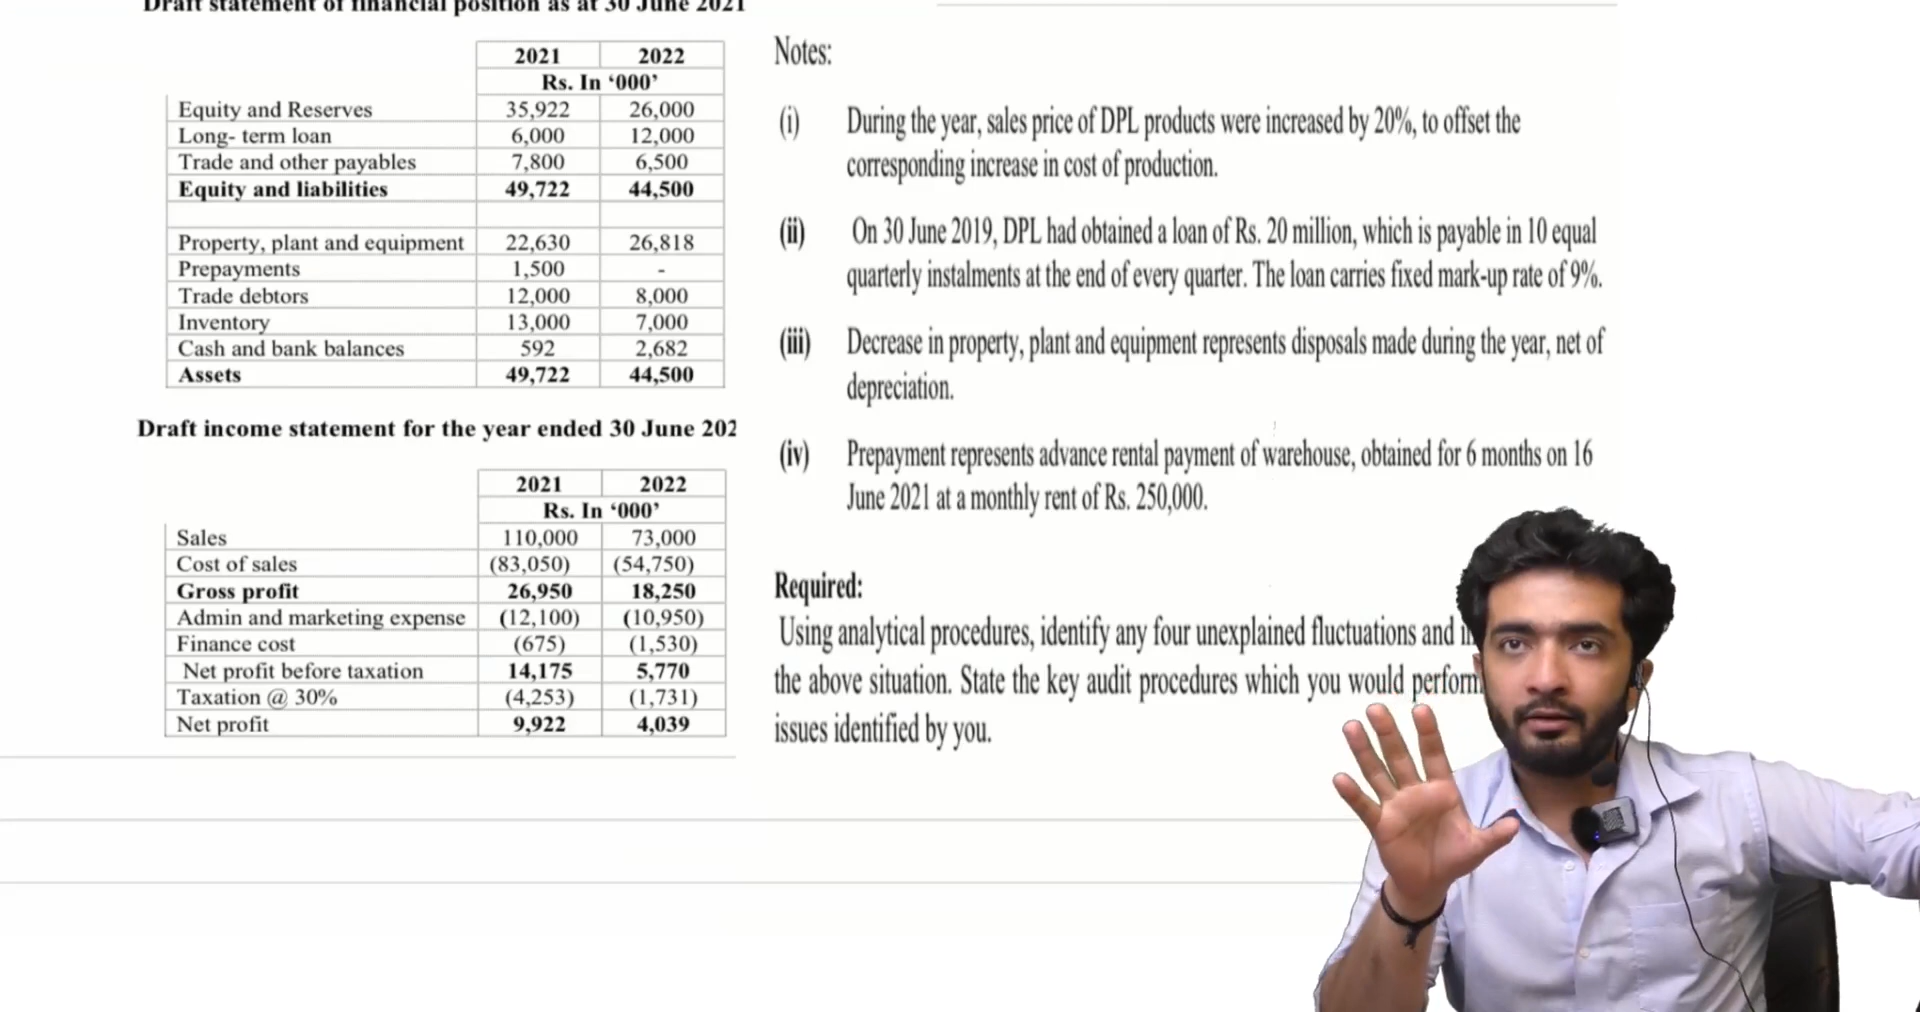 Draft statement of financial position as at 30 June 2021
2021 2022
Rs. In ‘000’
Equity and Reserves 35,922 26,000
Long- term loan 6,000 12,000
Trade and other payables 7,800 6,500
Equity and liabilities 49,722 44,500
Property, plant and equipment 22,630 26,818
Prepayments 1,500 -
Trade debtors 12,000 8,000
Inventory 13,000 7,000
Cash and bank balances 592 2,682
Assets 49,722 44,500
Draft income statement for the year ended 30 June 202
2021 2022
Rs. In ‘000’
Sales 110,000 73,000
Cost of sales (83,050) (54,750)
Gross profit 26,950 18,250
Admin and marketing expense (12,100) (10,950)
Finance cost (675) (1,530)
Net profit before taxation 14,175 5,770
Taxation @ 30% (4,253) (1,731)
Net profit 9,922 4,039
Notes:
(i) During the year, sales price of DPL products were increased by 20%, to offset the
corresponding increase in cost of production.
(ii) On 30 June 2019, DPL had obtained a loan of Rs. 20 million, which is payable in 10 equal
quarterly instalments at the end of every quarter. The loan carries fixed mark-up rate of 9%.
(iii) Decrease in property, plant and equipment represents disposals made during the year, net of
depreciation.
(iv) Prepayment represents advance rental payment of warehouse, obtained for 6 months on 16
June 2021 at a monthly rent of Rs. 250,000.
Required:
Using analytical procedures, identify any four unexplained fluctuations and
the above situation. State the key audit procedures which you would perform
issues identified by you.